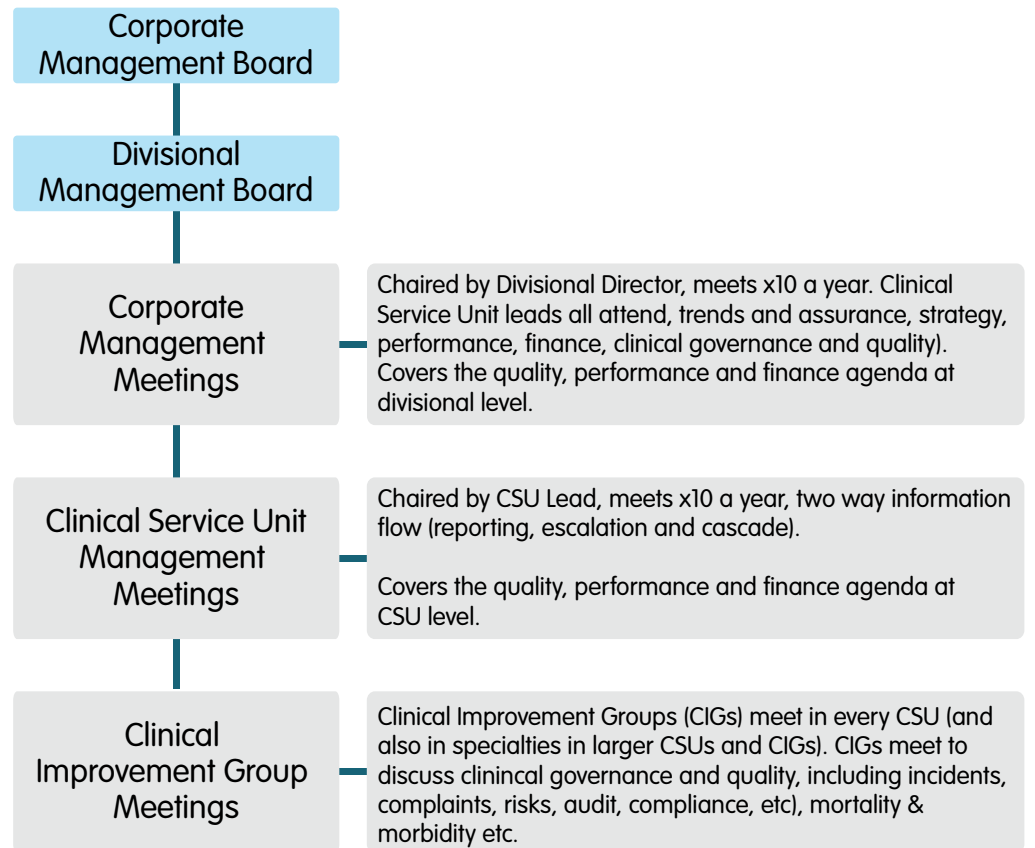 Corporate
Management Board
Divisional
Management Board
Corporate
Management
Meetings
Chaired by Divisional Director, meets x10 a year. Clinical
Service Unit leads all attend, trends and assurance, strategy,
performance, finance, clinical governance and quality).
Covers the quality, performance and finance agenda at
divisional level.
Clinical Service Unit
Management
Meetings
Chaired by CSU Lead, meets x10 a year, two way information
flow (reporting, escalation and cascade).
Covers the quality, performance and finance agenda at
CSU level.
Clinical
Improvement Group
Meetings
Clinical Improvement Groups (CIGs) meet in every CSU (and
also in specialties in larger CSUs and CIGs). CIGs meet to
discuss clinincal governance and quality, including incidents,
complaints, risks, audit, compliance, etc), mortality &
morbidity etc.